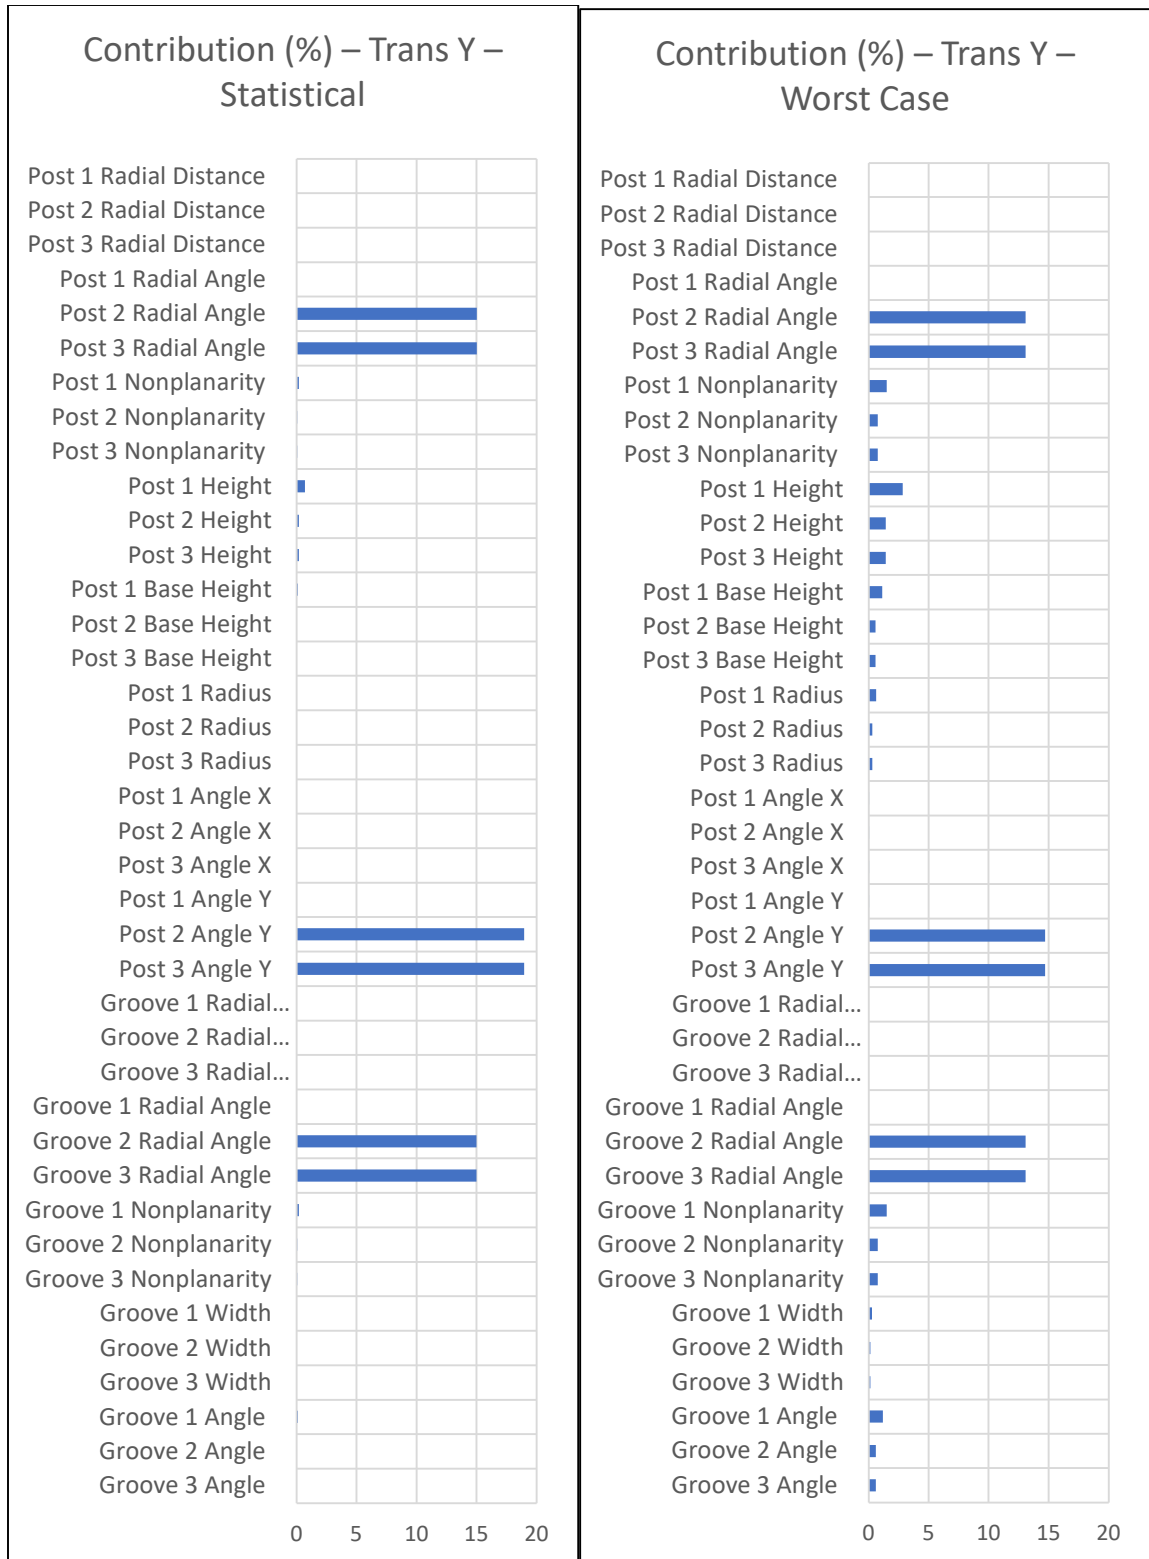 Contribution (%) – Trans Y –
Statistical
Post 1 Radial Distance
Post 2 Radial Distance
Post 3 Radial Distance
Post 1 Radial Angle
Post 2 Radial Angle
Post 3 Radial Angle
Post 1 Nonplanarity
Post 2 Nonplanarity
Post 3 Nonplanarity
Post 1 Height
Post 2 Height
Post 3 Height
Post 1 Base Height
Post 2 Base Height
Post 3 Base Height
Post 1 Radius
Post 2 Radius
Post 3 Radius
Post 1 Angle X
Post 2 Angle X
Post 3 Angle X
Post 1 Angle Y
Post 2 Angle Y
Post 3 Angle Y
Groove 1 Radial...
Groove 2 Radial...
Groove 3 Radial...
Groove 1 Radial Angle
Groove 2 Radial Angle
Groove 3 Radial Angle
Groove 1 Nonplanarity
Groove 2 Nonplanarity
Groove 3 Nonplanarity
Groove 1 Width
Groove 2 Width
Groove 3 Width
Groove 1 Angle
Groove 2 Angle
Groove 3 Angle
0 5 10 15 20
Contribution (%) – Trans Y –
Worst Case
Post 1 Radial Distance
Post 2 Radial Distance
Post 3 Radial Distance
Post 1 Radial Angle
Post 2 Radial Angle
Post 3 Radial Angle
Post 1 Nonplanarity
Post 2 Nonplanarity
Post 3 Nonplanarity
Post 1 Height
Post 2 Height
Post 3 Height
Post 1 Base Height
Post 2 Base Height
Post 3 Base Height
Post 1 Radius
Post 2 Radius
Post 3 Radius
Post 1 Angle X
Post 2 Angle X
Post 3 Angle X
Post 1 Angle Y
Post 2 Angle Y
Post 3 Angle Y
Groove 1 Radial...
Groove 2 Radial...
Groove 3 Radial...
Groove 1 Radial Angle
Groove 2 Radial Angle
Groove 3 Radial Angle
Groove 1 Nonplanarity
Groove 2 Nonplanarity
Groove 3 Nonplanarity
Groove 1 Width
Groove 2 Width
Groove 3 Width
Groove 1 Angle
Groove 2 Angle
Groove 3 Angle
0 5 10 15 20